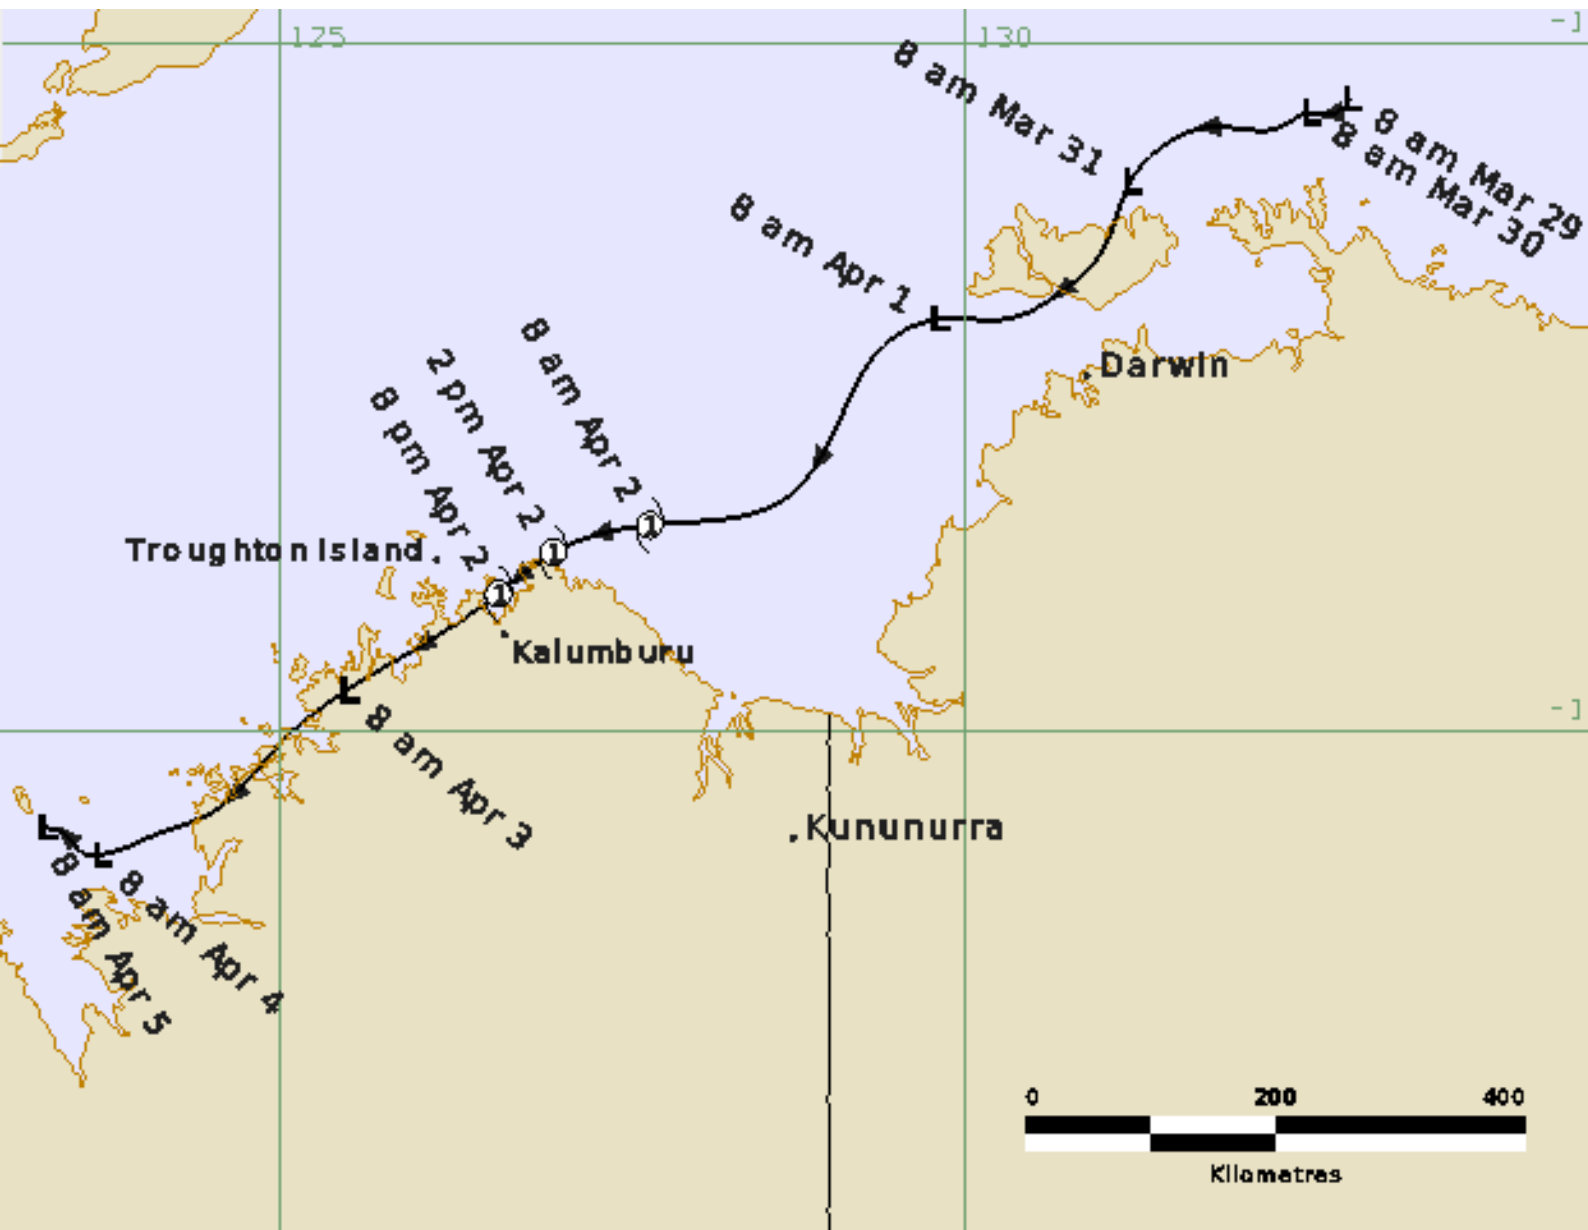 125
130
8 am Mar 31
8 am Mar 29
8 am Mar 30
8 am Apr 1
8 am Apr 2
2 pm Apr 2
8 pm Apr 2
L
L
L
L
1
1
1
Darwin
Troughton Island
Kalumburu
L
8 am Apr 3
Kununurra
L
L
8 am Apr 4
8 am Apr 5
0 200 400
Kilometres